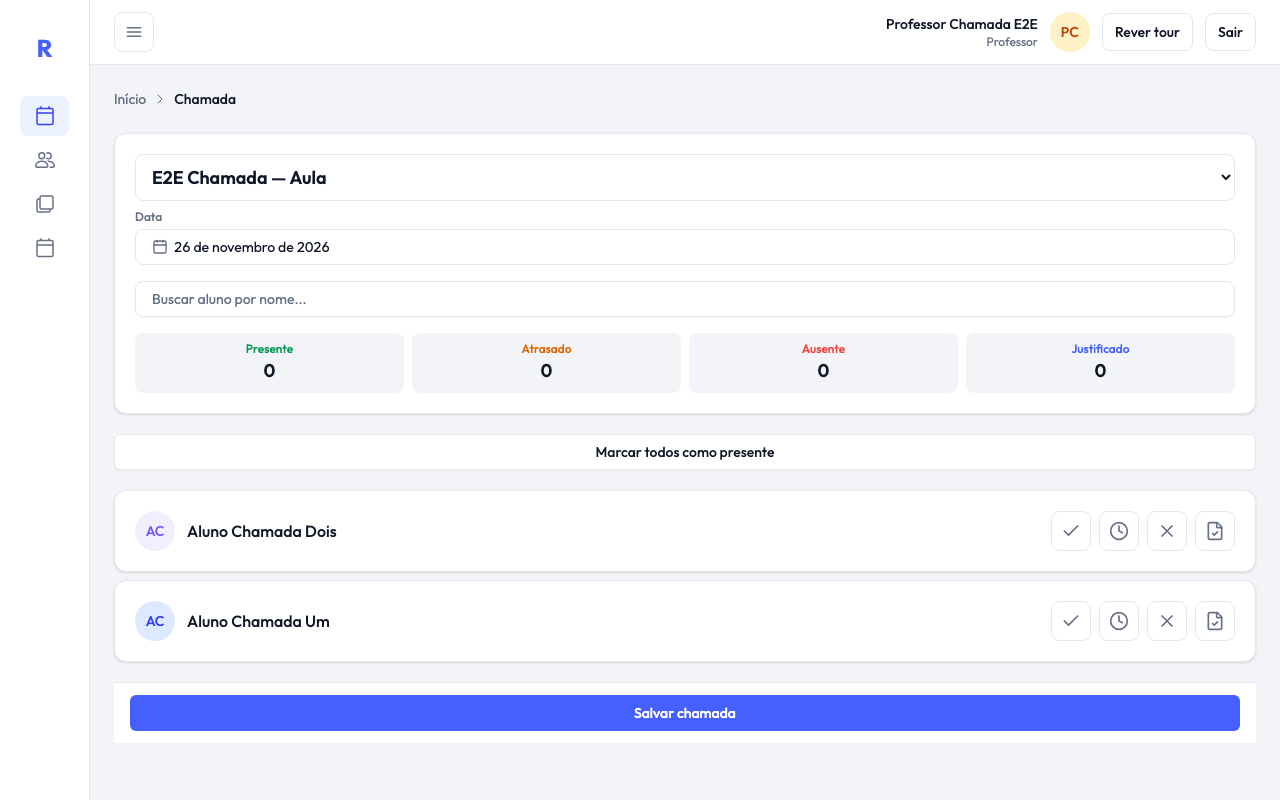 R
Professor Chamada E2E
Professor
PC
Rever tour
Sair
Início
Chamada
E2E Chamada — Aula
Data
26 de novembro de 2026
Buscar aluno por nome...
Presente
0
Atrasado
0
Ausente
0
Justificado
0
Marcar todos como presente
AC
Aluno Chamada Dois
AC
Aluno Chamada Um
Salvar chamada